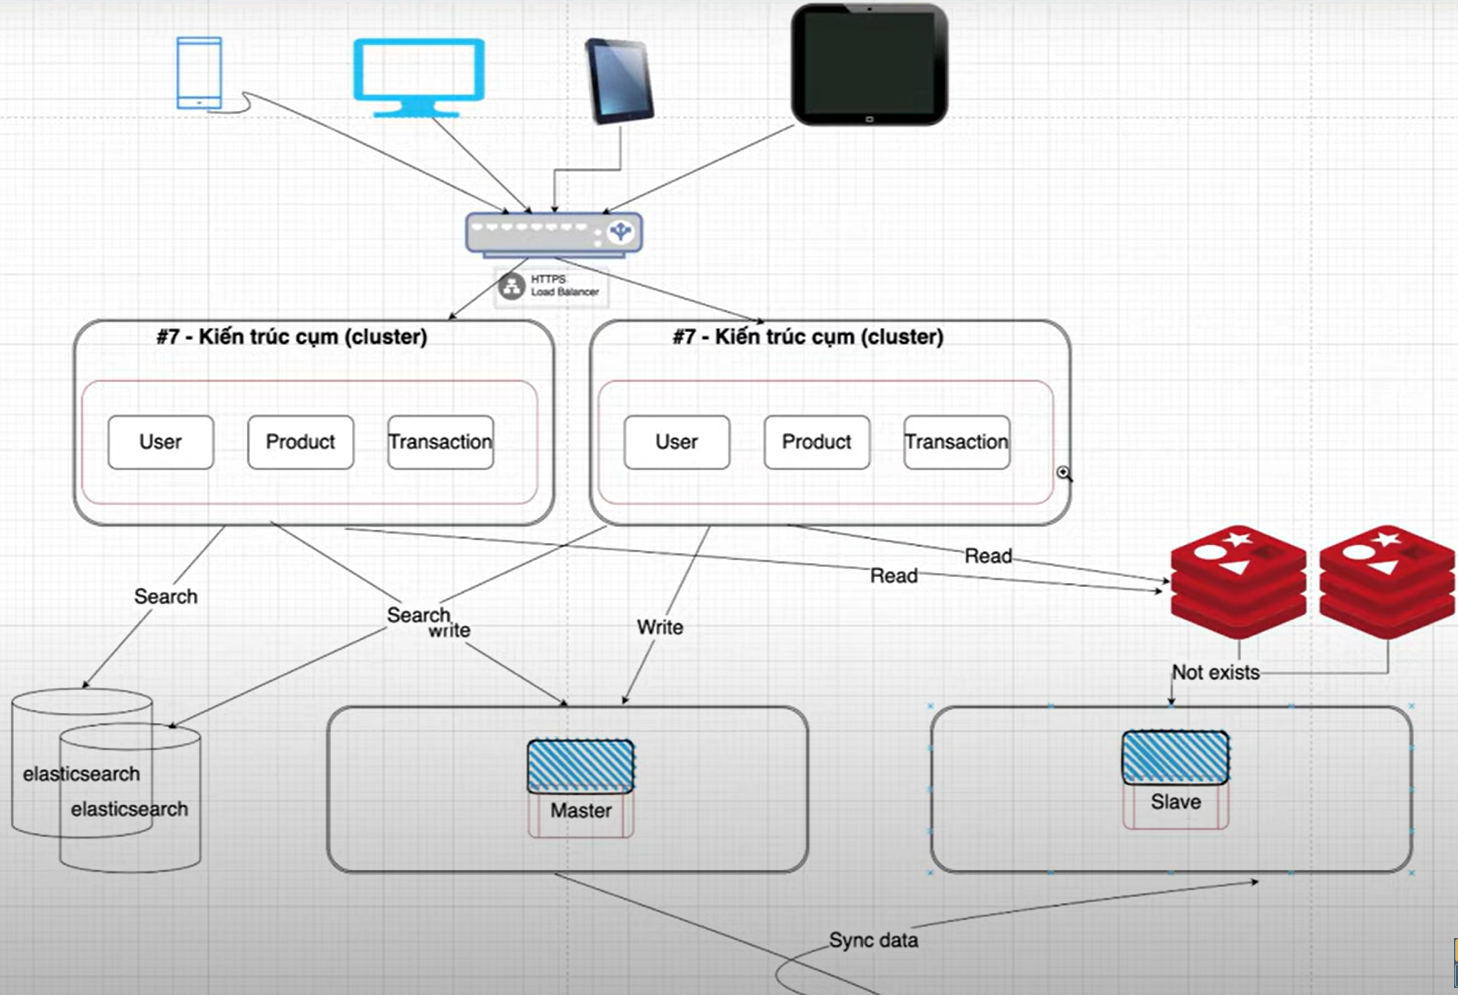 HTTPS
Load Balancer
#7 - Kiến trúc cụm (cluster)
#7 - Kiến trúc cụm (cluster)
User
Product
Transaction
User
Product
Transaction
Read
Read
Search
Search
write
Write
Not exists
elasticsearch
elasticsearch
Master
Slave
Sync data